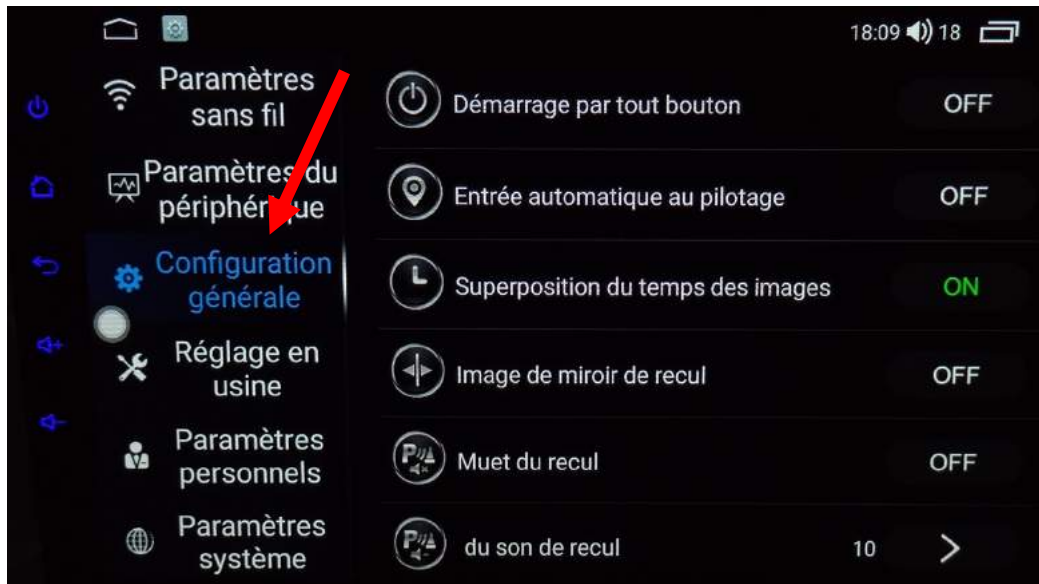 18:09 18
Paramètres
sans fil
Paramètres du
périphérique
Configuration
générale
Réglage en
usine
Paramètres
personnels
Paramètres
système
Démarrage par tout bouton OFF
Entrée automatique au pilotage OFF
Superposition du temps des images ON
Image de miroir de recul OFF
Muet du recul OFF
du son de recul 10